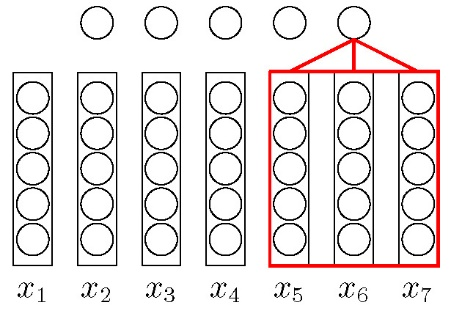 x₁ x₂ x₃ x₄ x₅ x₆ x₇